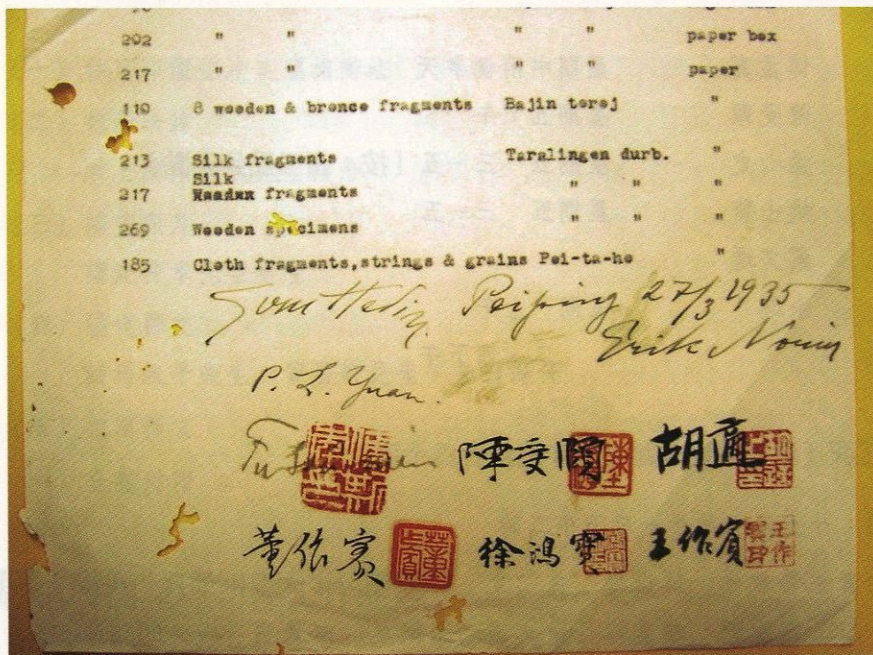 202 " " " " paper box
217 " " " " paper
110 8 wooden & bronce fragments Bajin torej "
213 Silk fragments Taralingen durb. "
Silk
217 fragments " " "
269 Wooden specimens " " "
185 Cloth fragments,strings & grains Pei-ta-ho "
Sven Hedin. Peiping 27/3 1935
Erik Norin
P. L. Yuan.
陳受頤 胡適
董作賓 徐鴻寶 王作賓